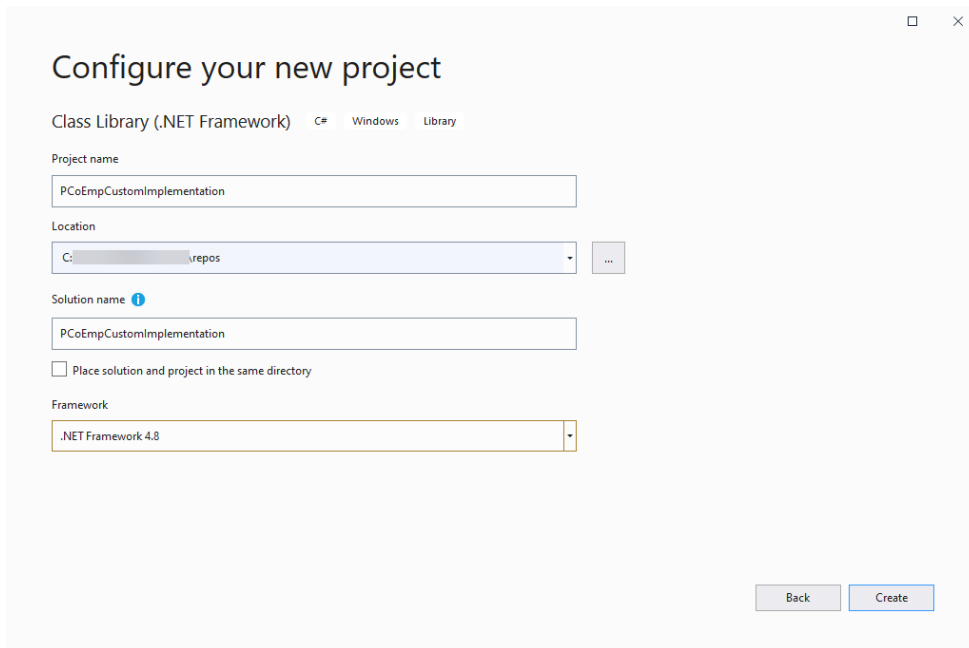 Configure your new project
Class Library (.NET Framework) C# Windows Library
Project name
PCoEmpCustomImplementation
Location
C: \repos
...
Solution name
PCoEmpCustomImplementation
Place solution and project in the same directory
Framework
.NET Framework 4.8
Back Create